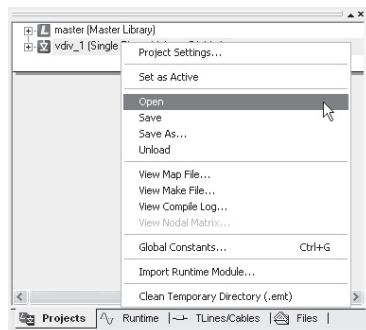 master (Master Library)
vdiv_1 (Single
Project Settings...
Set as Active
Open
Save
Save As...
Unload
View Map File...
View Make File...
View Compile Log...
View Nodal Matrix...
Global Constants... Ctrl+G
Import Runtime Module...
Clean Temporary Directory (.emt)
Projects Runtime TLines/Cables Files